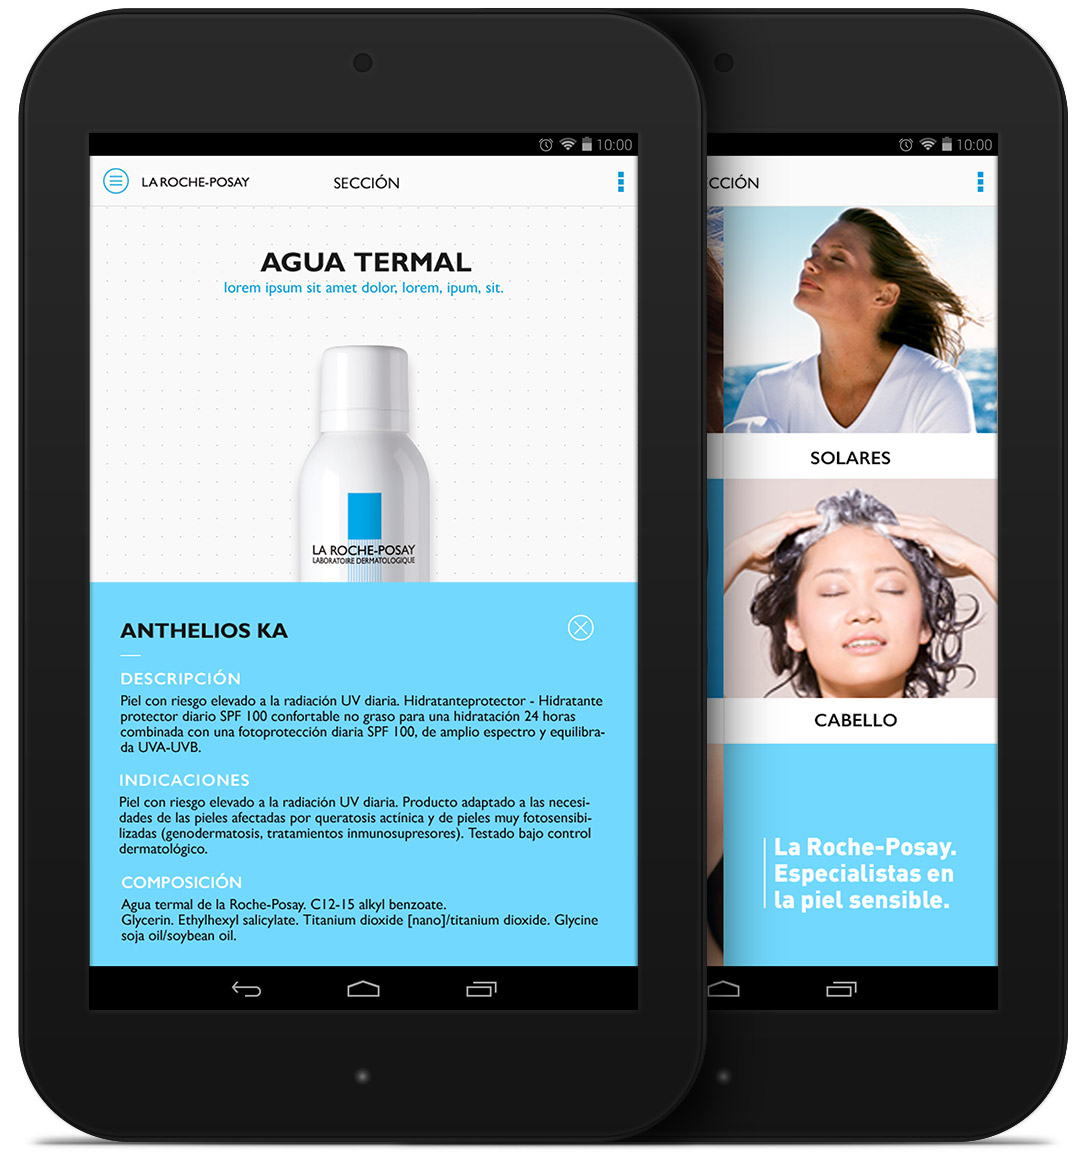 10:00
LA ROCHE-POSAY
SECCIÓN
AGUA TERMAL
lorem ipsum sit amet dolor, lorem, ipum, sit.
LA ROCHE-POSAY
LABORATOIRE DERMATOLOGIQUE
ANTHELIOS KA
DESCRIPCIÓN
Piel con riesgo elevado a la radiación UV diaria. Hidratanteprotector - Hidratante
protector diario SPF 100 confortable no graso para una hidratación 24 horas
combinada con una fotoprotección diaria SPF 100, de amplio espectro y equilibra-
da UVA-UVB.
INDICACIONES
Piel con riesgo elevado a la radiación UV diaria. Producto adaptado a las necesi-
dades de las pieles afectadas por queratosis actínica y de pieles muy fotosensibi-
lizadas (genodermatosis, tratamientos inmunosupresores). Testado bajo control
dermatológico.
COMPOSICIÓN
Agua termal de la Roche-Posay. C12-15 alkyl benzoate.
Glycerin. Ethylhexyl salicylate. Titanium dioxide [nano]/titanium dioxide. Glycine
soja oil/soybean oil.
10:00
CCIÓN
SOLARES
CABELLO
La Roche-Posay.
Especialistas en
la piel sensible.